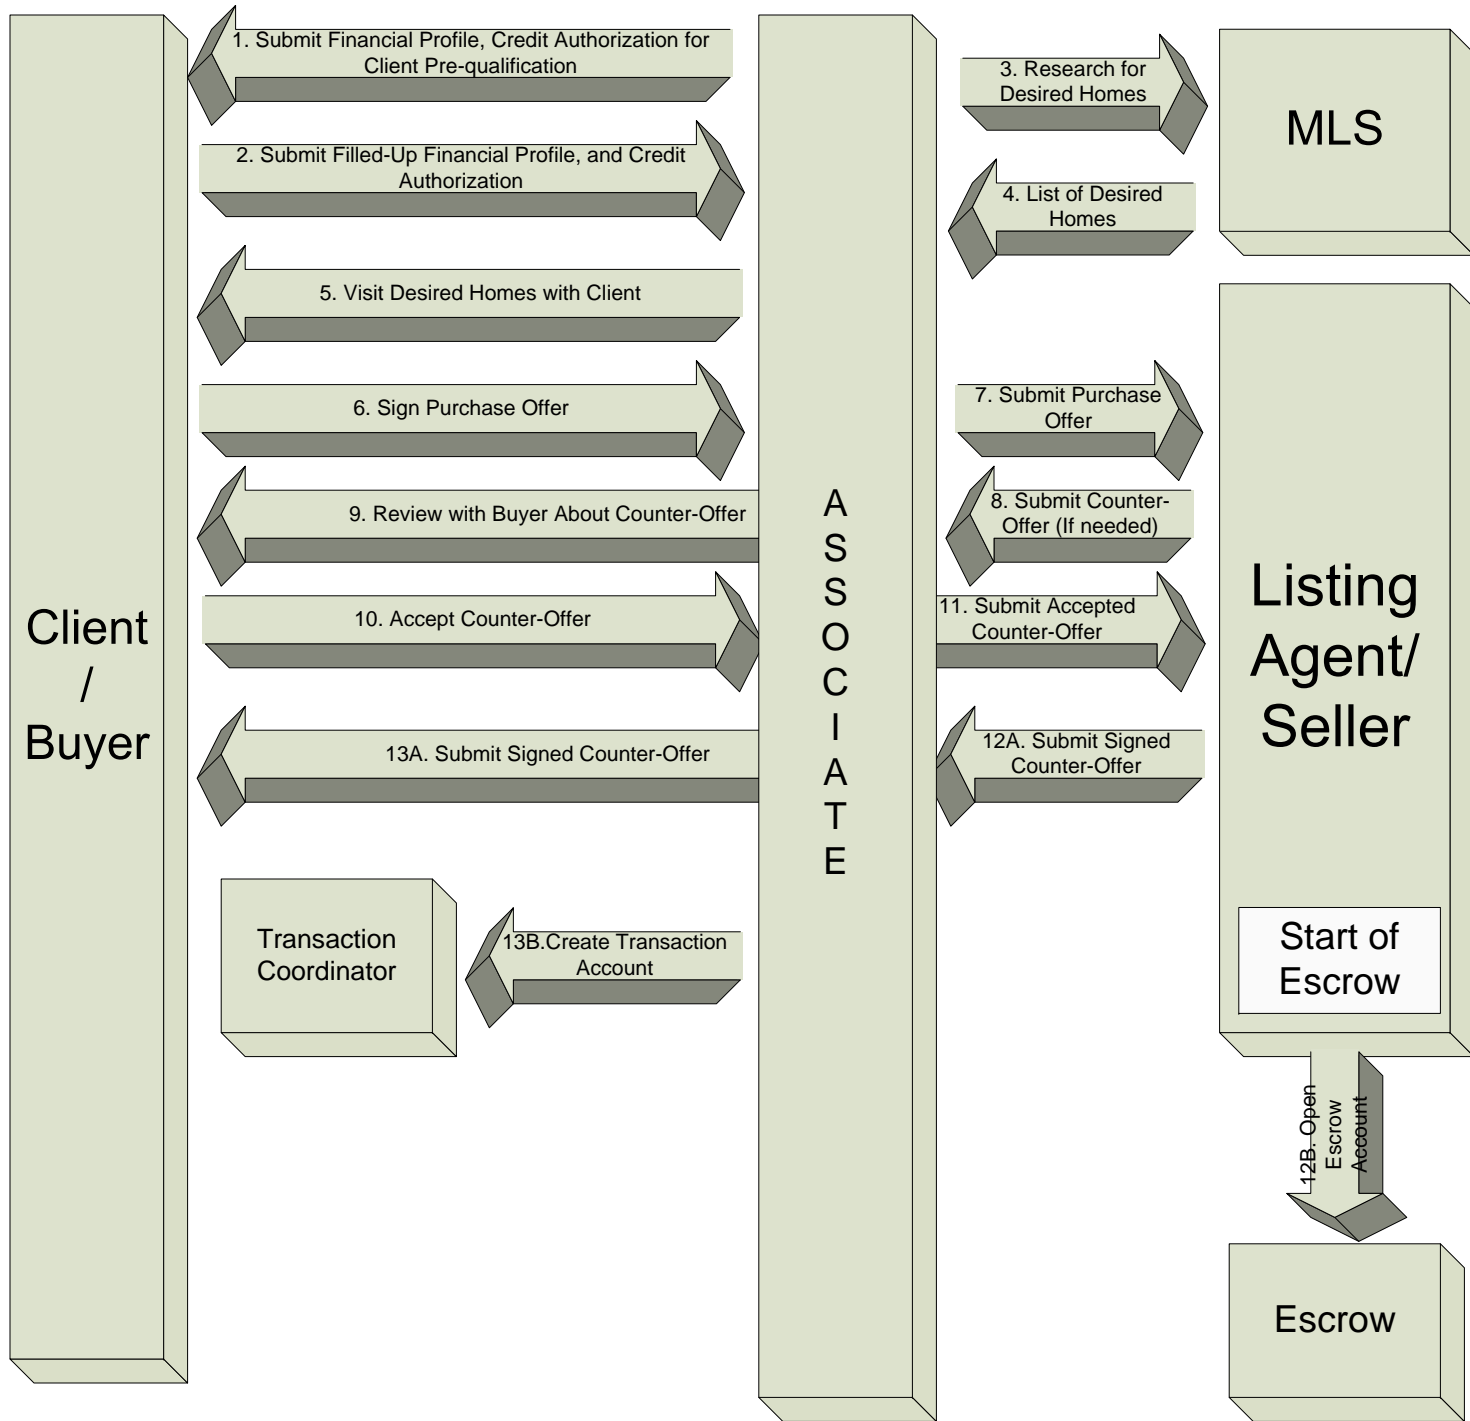 1. Submit Financial Profile, Credit Authorization for
Client Pre-qualification
3. Research for
Desired Homes
MLS
2. Submit Filled-Up Financial Profile, and Credit
Authorization
4. List of Desired
Homes
5. Visit Desired Homes with Client
6. Sign Purchase Offer
7. Submit Purchase
Offer
9. Review with Buyer About Counter-Offer
8. Submit Counter-
Offer (If needed)
10. Accept Counter-Offer
11. Submit Accepted
Counter-Offer
13A. Submit Signed Counter-Offer
12A. Submit Signed
Counter-Offer
Client
/
Buyer
A
S
S
O
C
I
A
T
E
Listing
Agent/
Seller
Transaction
Coordinator
13B.Create Transaction
Account
Start of
Escrow
12B. Open
Escrow
Account
Escrow